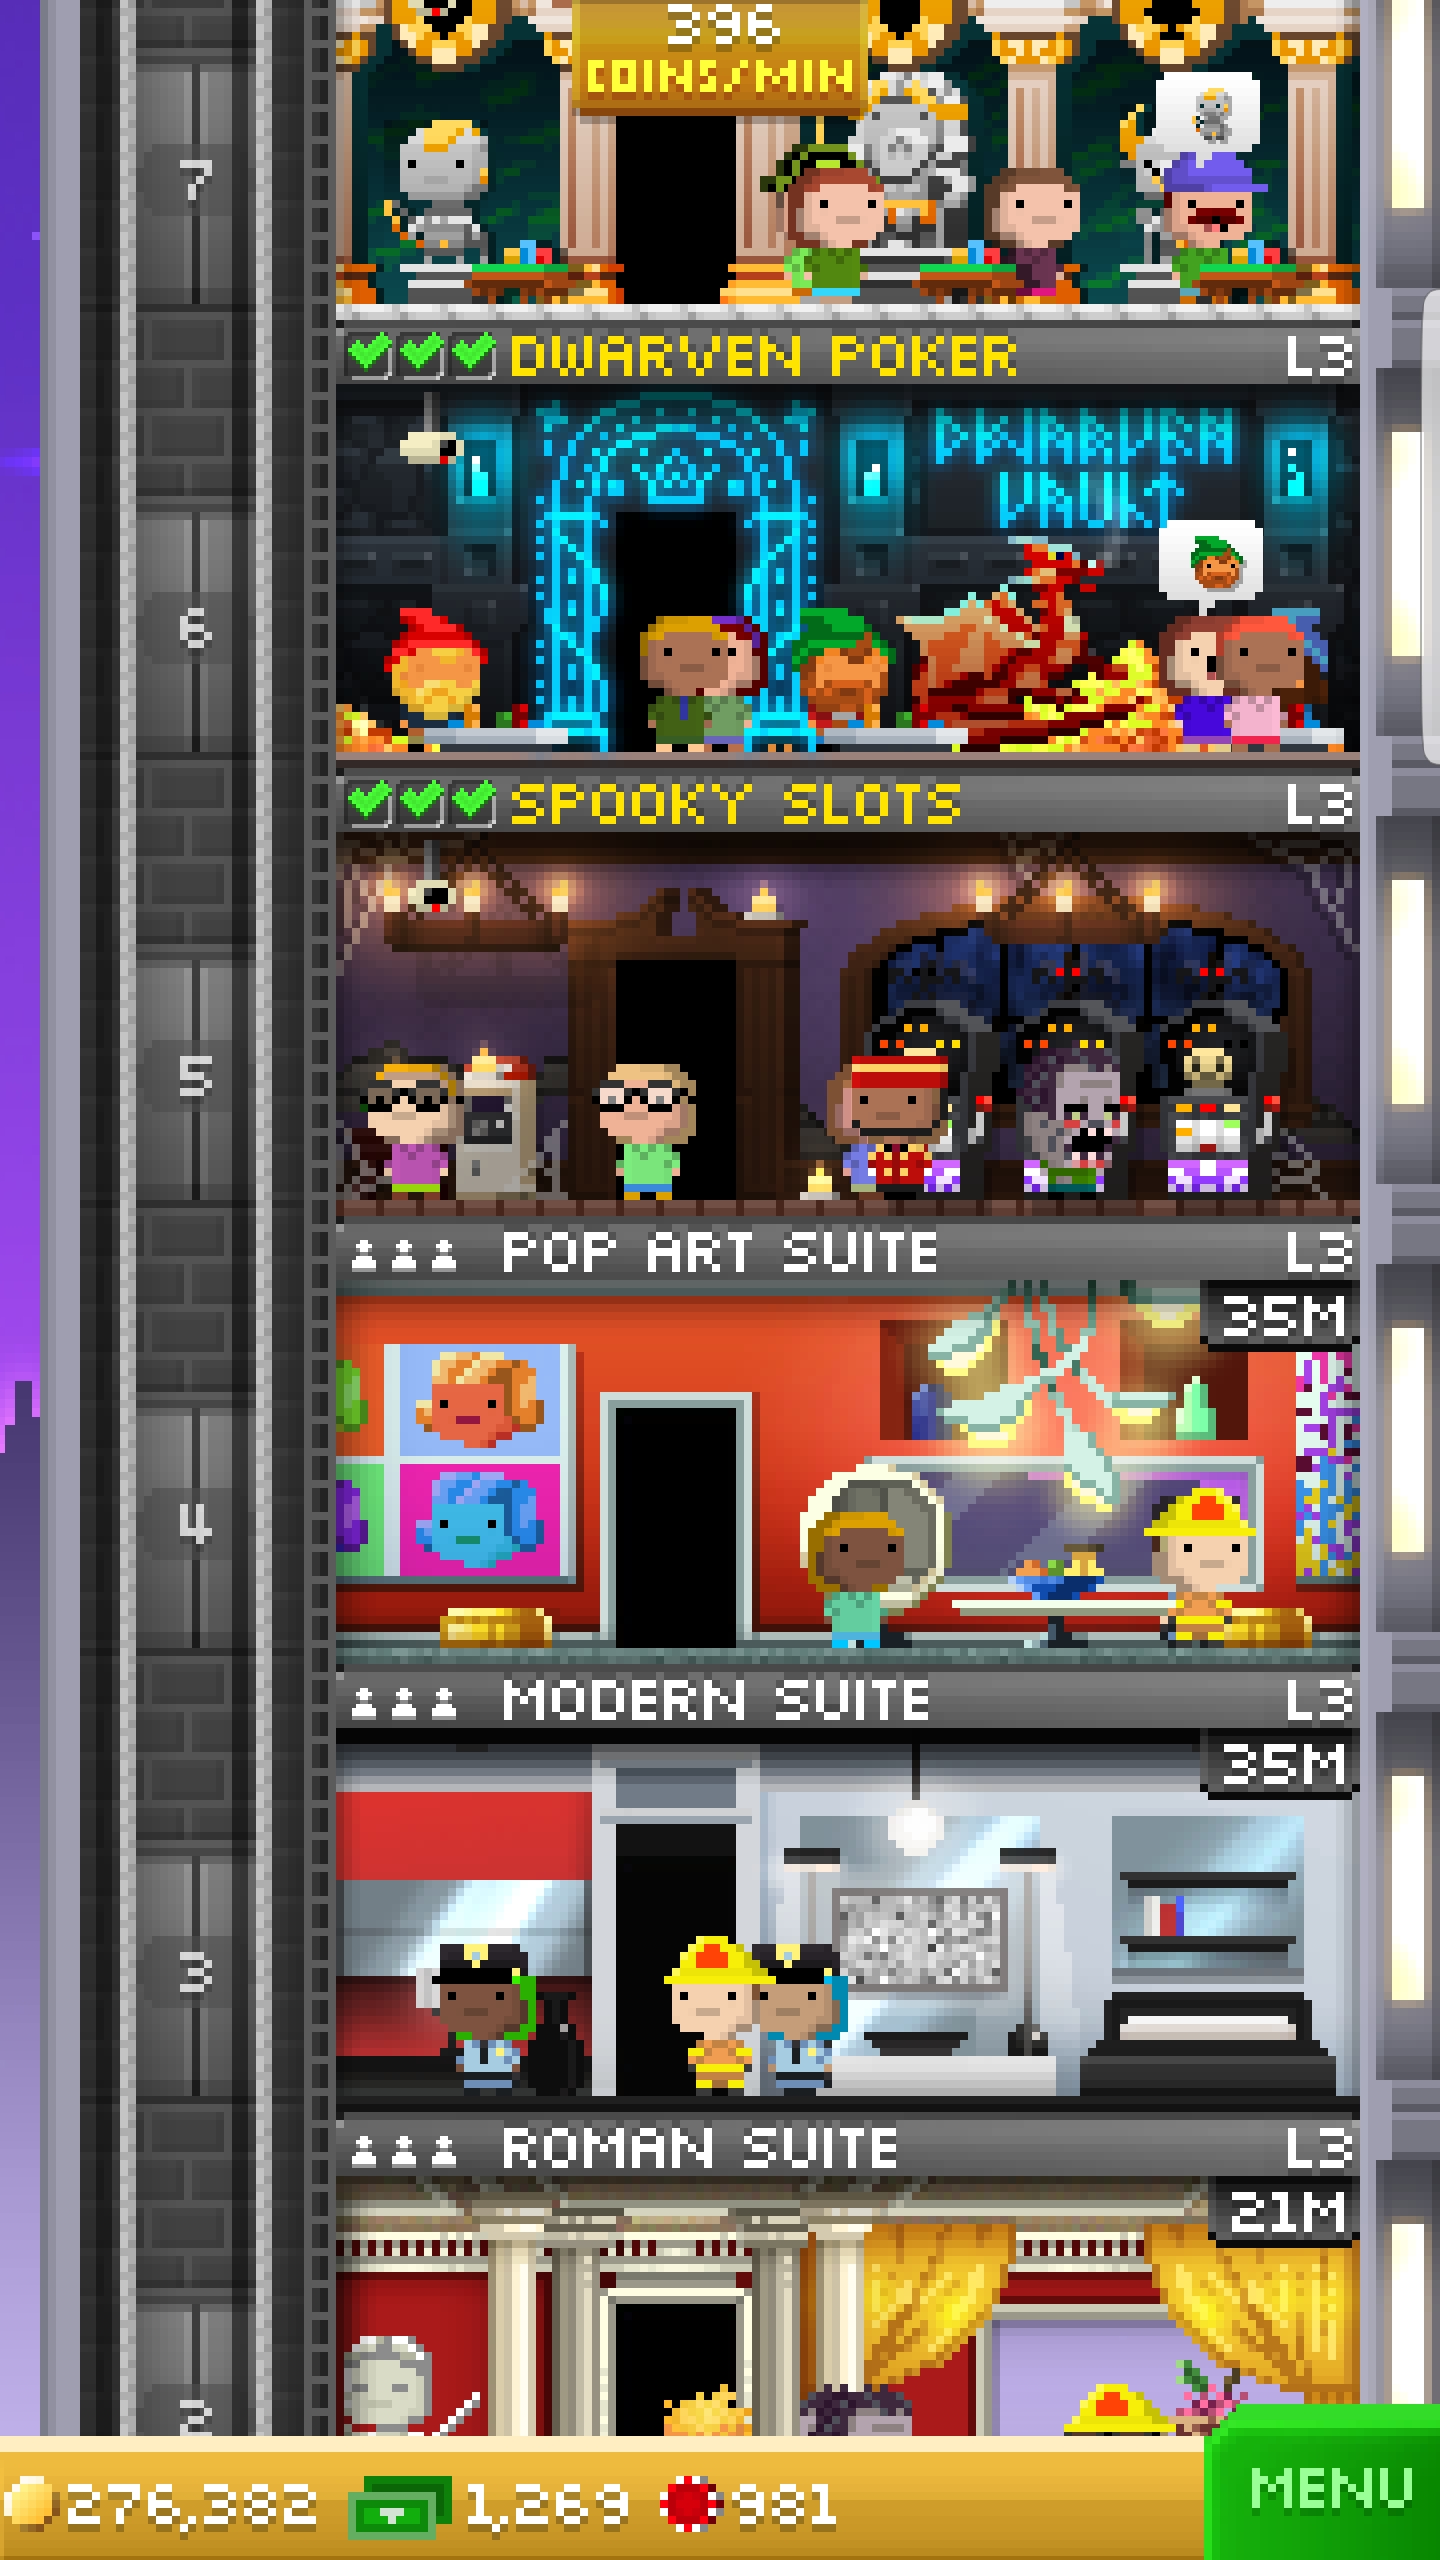 396
COINS/MIN
7
DWARVEN POKER L3
DWARVEN
VAULT
6
SPOOKY SLOTS L3
5
POP ART SUITE L3
35M
4
MODERN SUITE L3
35M
3
ROMAN SUITE L3
21M
2
276,382 1,269 981 MENU